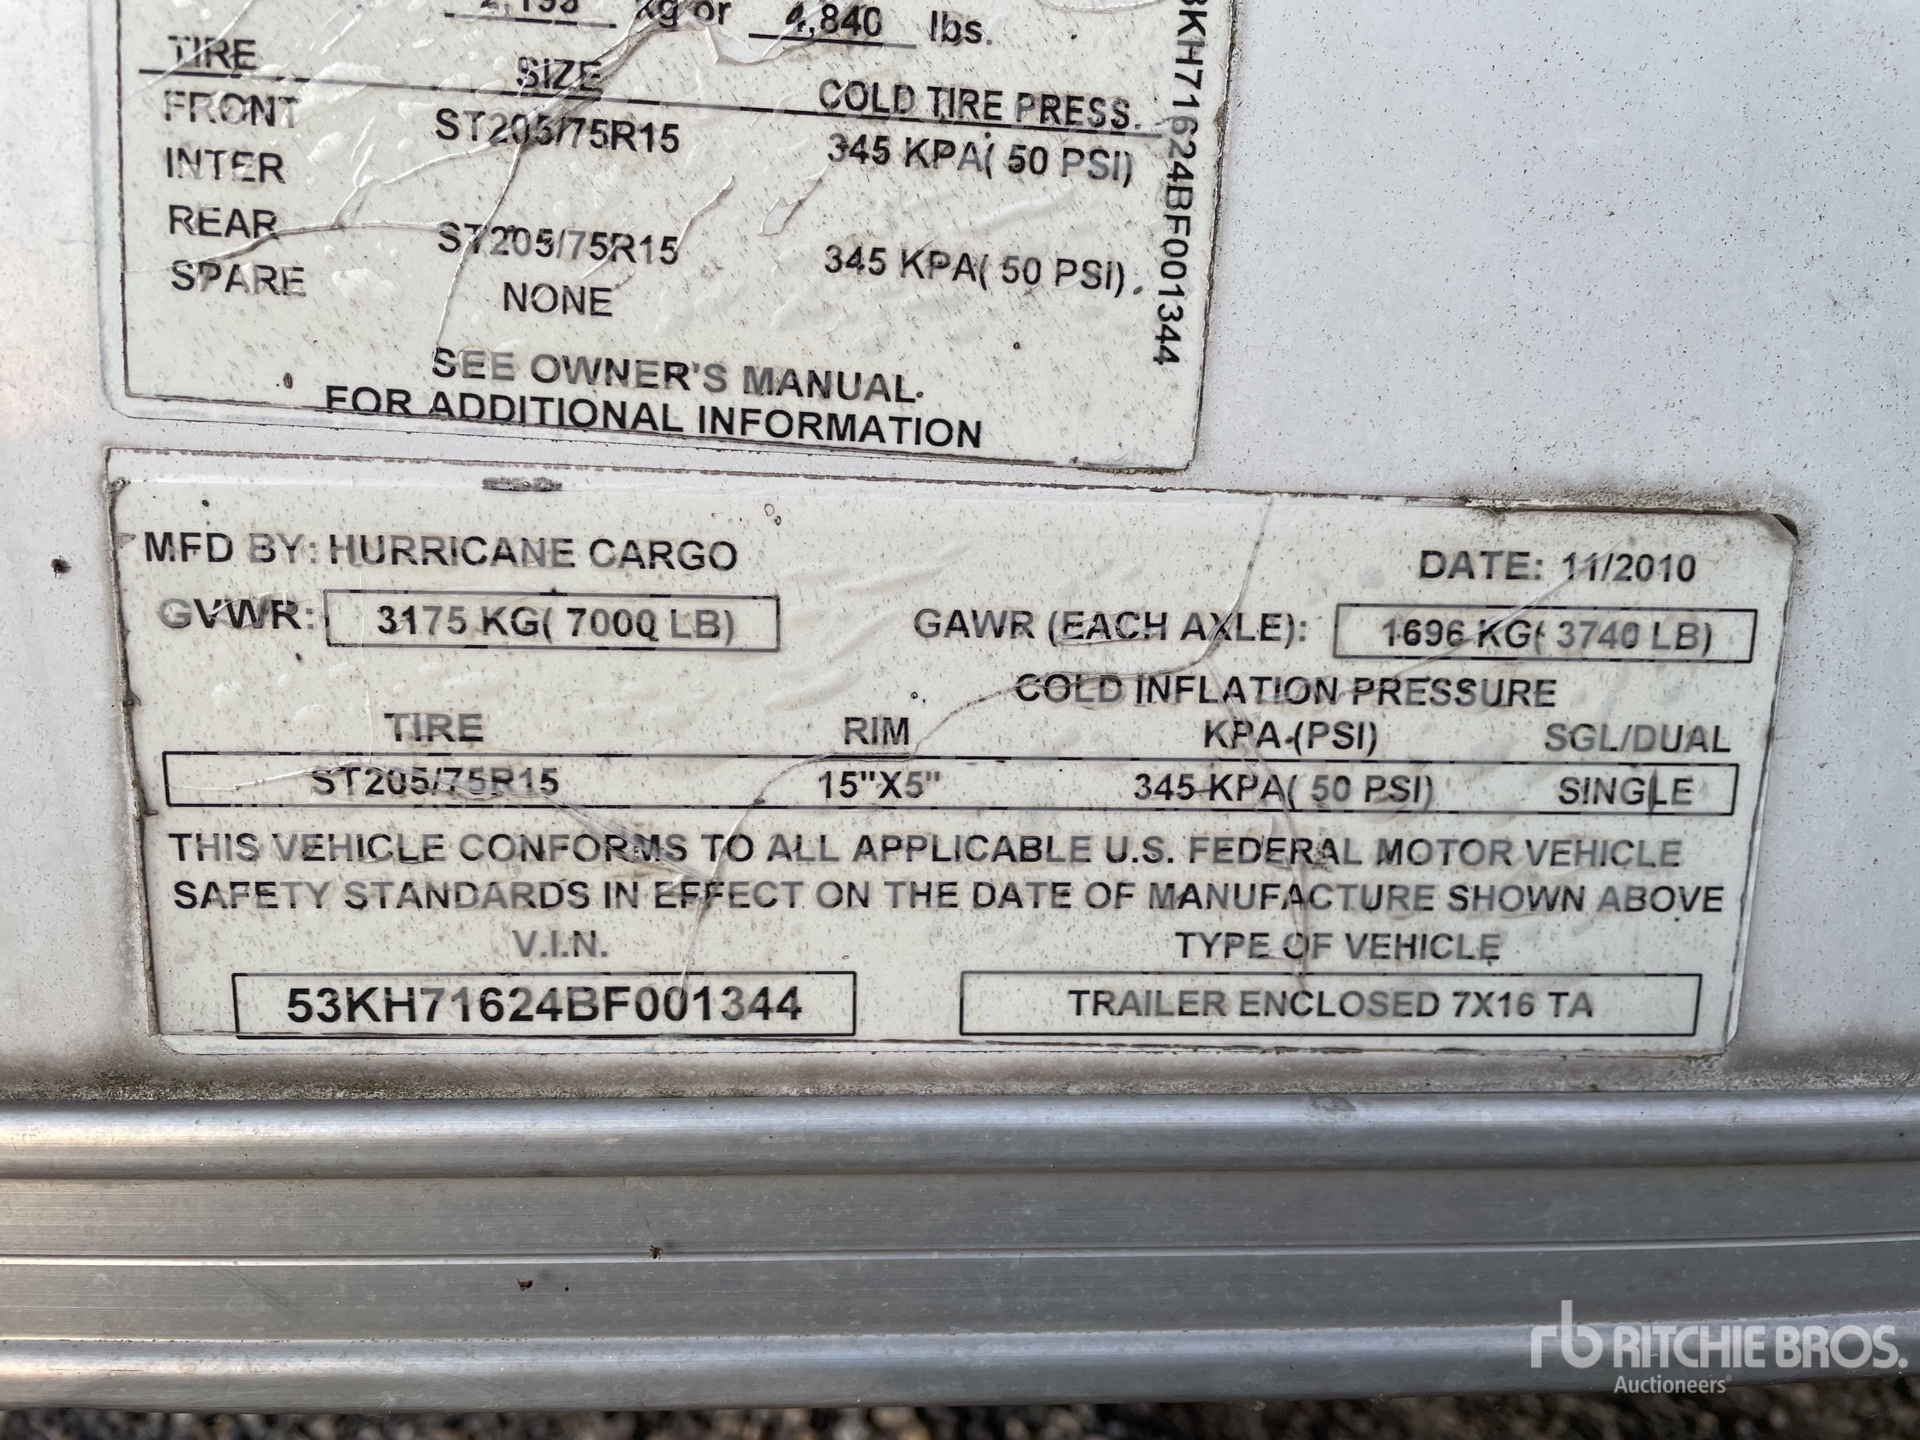 2,195 kg or 4,840 lbs.
TIRE SIZE COLD TIRE PRESS.
FRONT ST205/75R15 345 KPA( 50 PSI)
INTER
REAR ST205/75R15 345 KPA( 50 PSI)
SPARE NONE
SEE OWNER'S MANUAL
FOR ADDITIONAL INFORMATION
3KH71624BF001344
MFD BY: HURRICANE CARGO DATE: 11/2010
GVWR: 3175 KG( 7000 LB) GAWR (EACH AXLE): 1696 KG( 3740 LB)
COLD INFLATION PRESSURE
TIRE RIM KPA (PSI) SGL/DUAL
ST205/75R15 15"X5" 345 KPA( 50 PSI) SINGLE
THIS VEHICLE CONFORMS TO ALL APPLICABLE U.S. FEDERAL MOTOR VEHICLE
SAFETY STANDARDS IN EFFECT ON THE DATE OF MANUFACTURE SHOWN ABOVE
V.I.N. TYPE OF VEHICLE
53KH71624BF001344 TRAILER ENCLOSED 7X16 TA
rb RITCHIE BROS.
Auctioneers